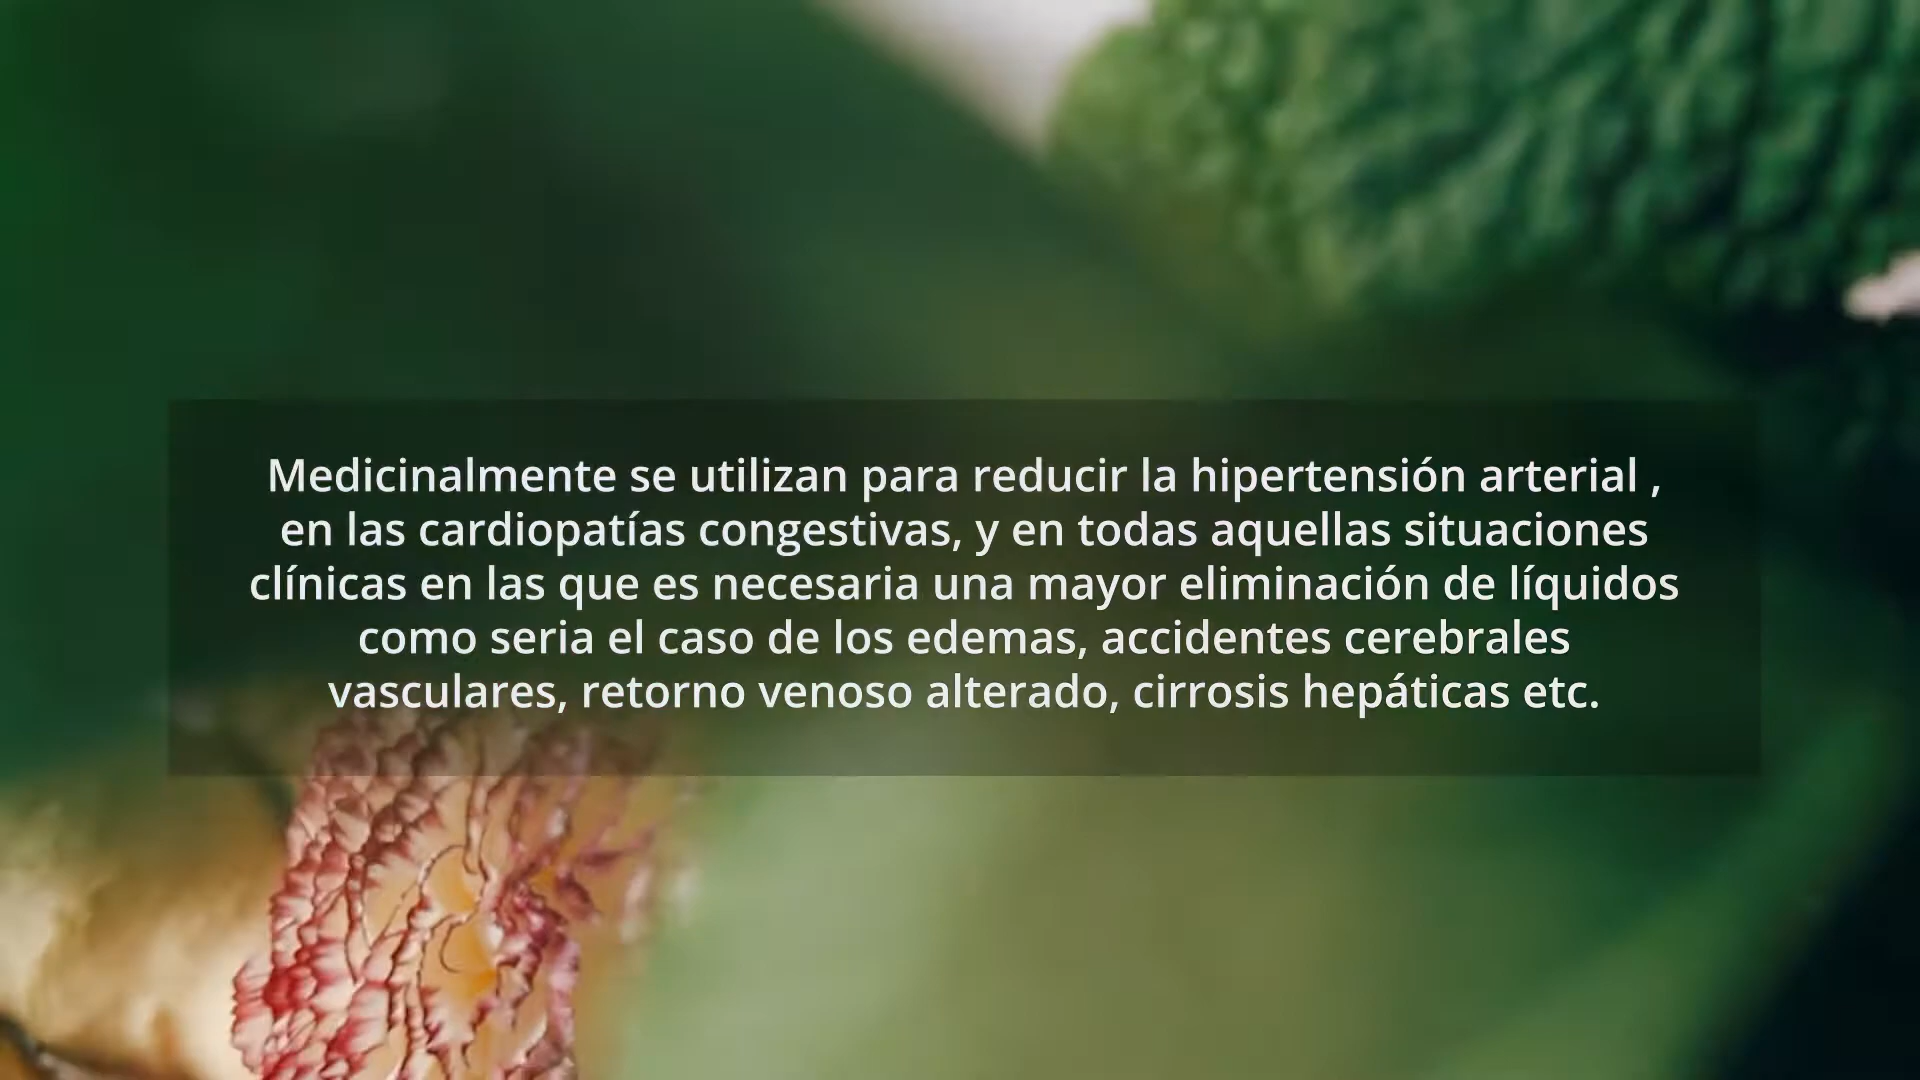 Medicinalmente se utilizan para reducir la hipertensión arterial ,
en las cardiopatías congestivas, y en todas aquellas situaciones
clínicas en las que es necesaria una mayor eliminación de líquidos
como seria el caso de los edemas, accidentes cerebrales
vasculares, retorno venoso alterado, cirrosis hepáticas etc.